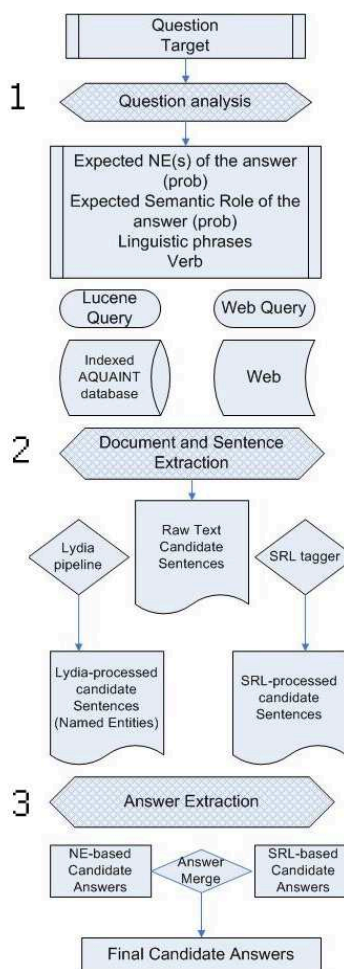 Question
Target
1
Question analysis
Expected NE(s) of the answer
(prob)
Expected Semantic Role of the
answer (prob)
Linguistic phrases
Verb
Lucene
Query
Web Query
Indexed
AQUAINT
database
Web
2
Document and Sentence
Extraction
Lydia
pipeline
Raw Text
Candidate
Sentences
SRL tagger
Lydia-processed
candidate
Sentences
(Named Entities)
SRL-processed
candidate
Sentences
3
Answer Extraction
NE-based
Candidate
Answers
Answer
Merge
SRL-based
Candidate
Answers
Final Candidate Answers